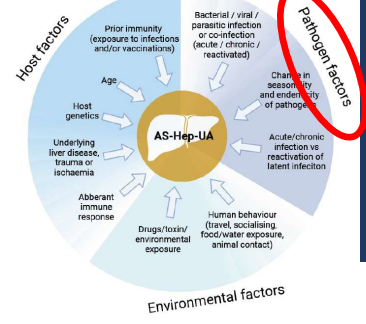 Host factors
Pathogen factors
Prior immunity
(exposure to infections
and/or vaccinations)
Bacterial / viral /
parasitic infection
or co-infection
(acute / chronic /
reactivated)
Age
Change in
seasonality
and endemicity
of pathogens
Host
genetics
AS-Hep-UA
Underlying
liver disease,
trauma or
ischaemia
Acute/chronic
infection vs
reactivation of
latent infeciton
Abberant
immune
response
Drugs/toxin/
environmental
exposure
Human behaviour
(travel, socialising,
food/water exposure,
animal contact)
Environmental factors